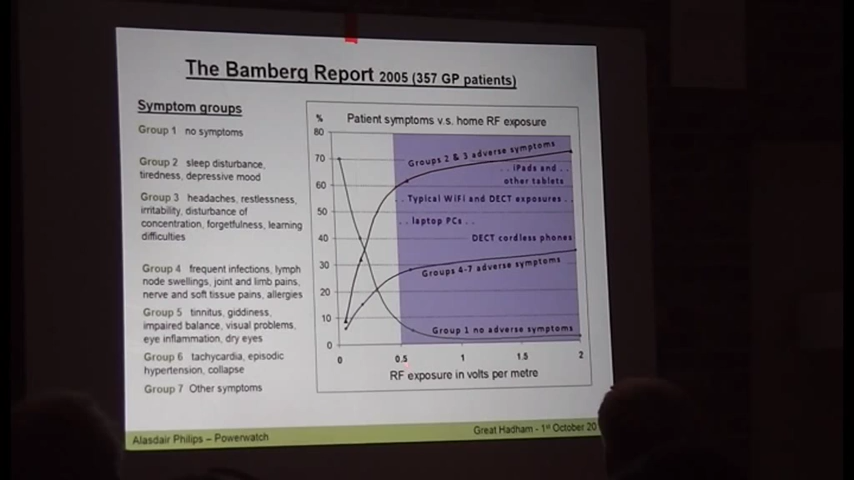 The Bamberg Report 2005 (357 GP patients)
Symptom groups
Group 1 no symptoms
Group 2 sleep disturbance,
tiredness, depressive mood
Group 3 headaches, restlessness,
irritability, disturbance of
concentration, forgetfulness, learning
difficulties
Group 4 frequent infections, lymph
node swellings, joint and limb pains,
nerve and soft tissue pains, allergies
Group 5 tinnitus, giddiness,
impaired balance, visual problems,
eye inflammation, dry eyes
Group 6 tachycardia, episodic
hypertension, collapse
Group 7 Other symptoms
% Patient symptoms v.s. home RF exposure
80
70
60
50
40
30
20
10
0
Groups 2 & 3 adverse symptoms
. . iPads and . .
other tablets
. . Typical WiFi and DECT exposures . .
. . laptop PCs . .
DECT cordless phones
Groups 4-7 adverse symptoms
Group 1 no adverse symptoms
0 0.5 1 1.5 2
RF exposure in volts per metre
Alasdair Philips – Powerwatch
Great Hadham - 1st October 20